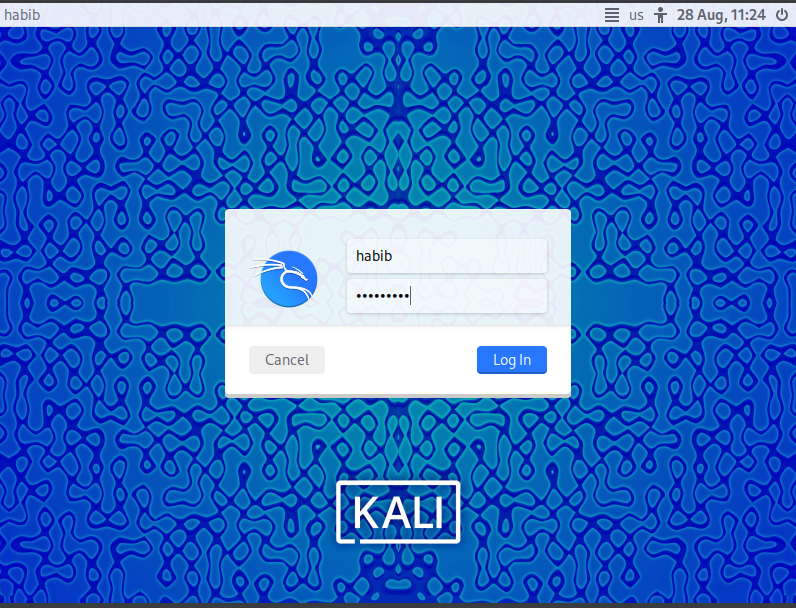 habib
us 28 Aug, 11:24
habib
•••••••••
Cancel
Log In
KALI